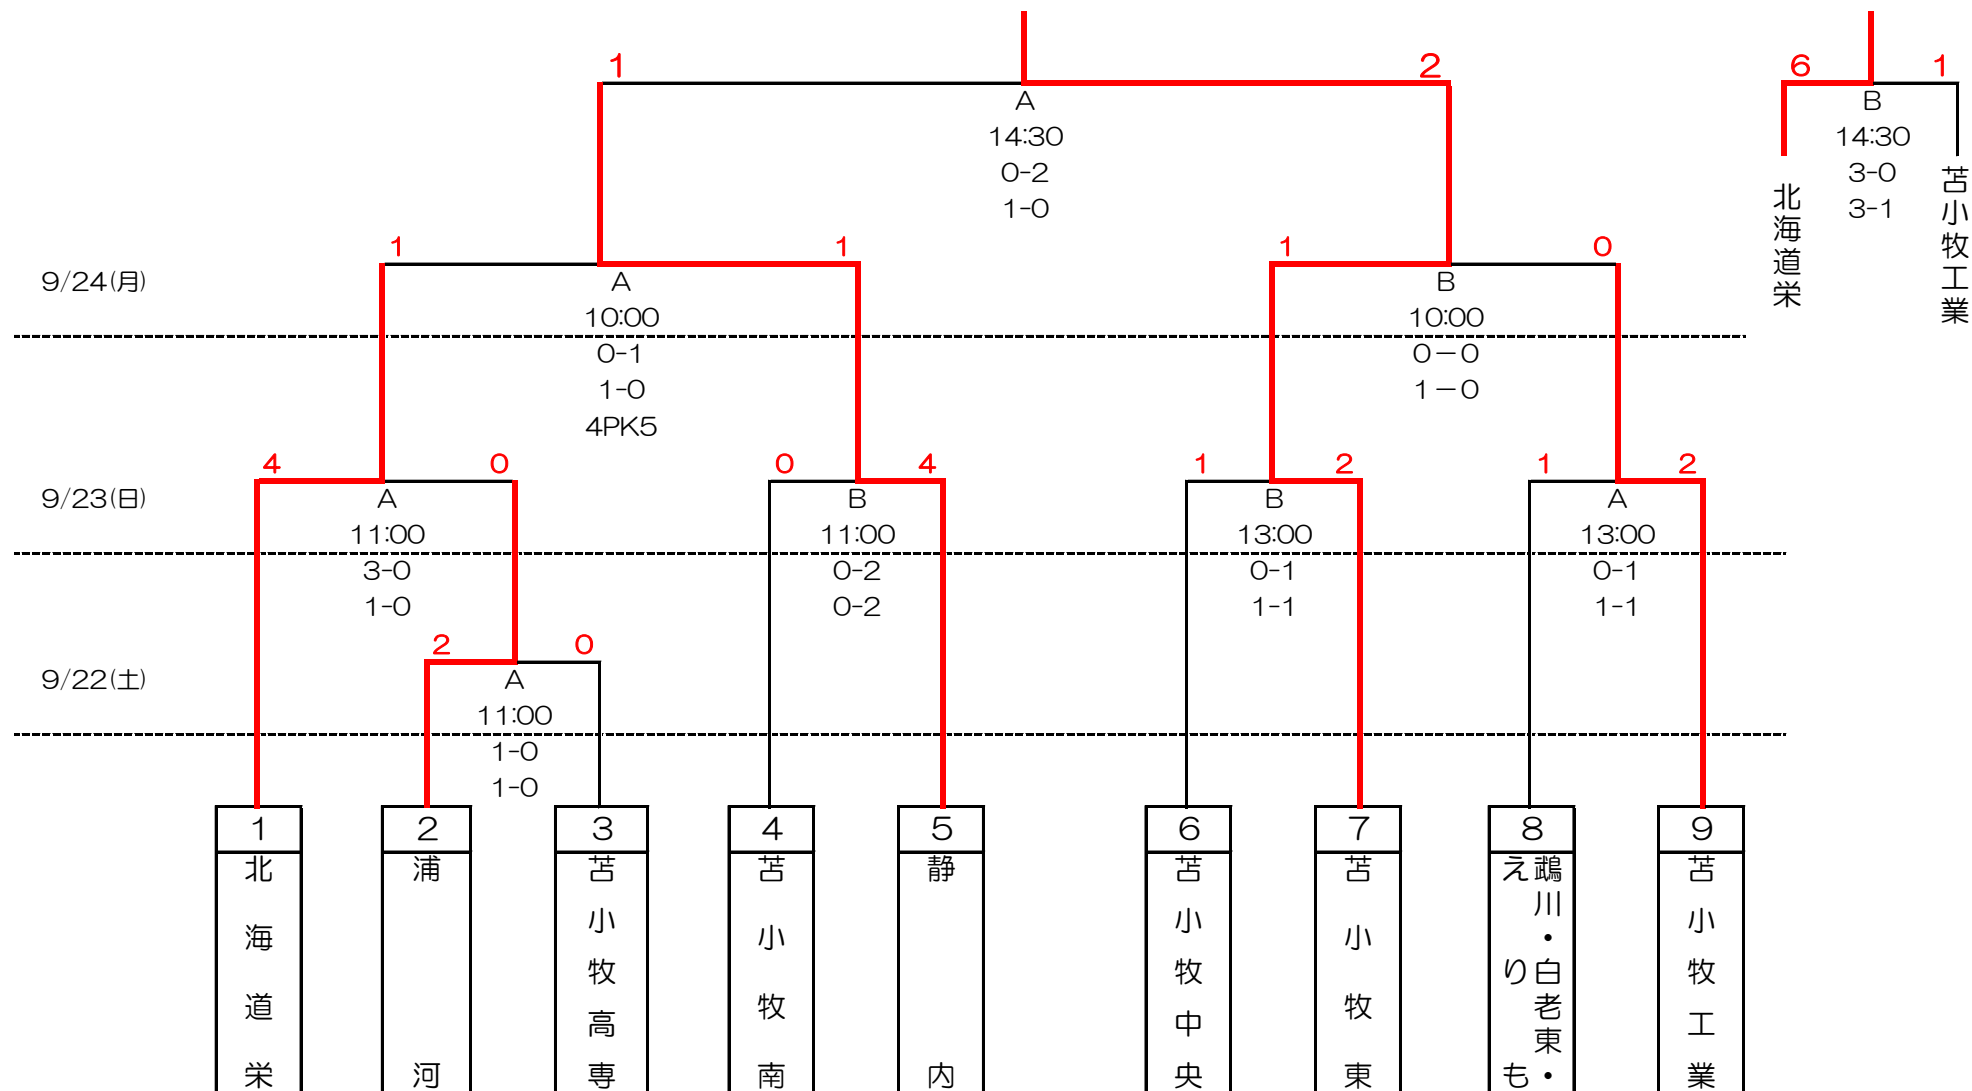 1
2
6
1
A
14:30
0-2
1-0
B
14:30
3-0
3-1
北海道栄
苫小牧工業
1
1
1
0
9/24(月)
A
10:00
0-1
1-0
4PK5
B
10:00
0－0
1－0
4
0
0
4
1
2
1
2
9/23(日)
A
11:00
3-0
1-0
B
11:00
0-2
0-2
B
13:00
0-1
1-1
A
13:00
0-1
1-1
2
0
9/22(土)
A
11:00
1-0
1-0
1
北海道栄
2
浦河
3
苫小牧高専
4
苫小牧南
5
静内
6
苫小牧中央
7
苫小牧東
8
鵡川・白老東・
えりも
9
苫小牧工業